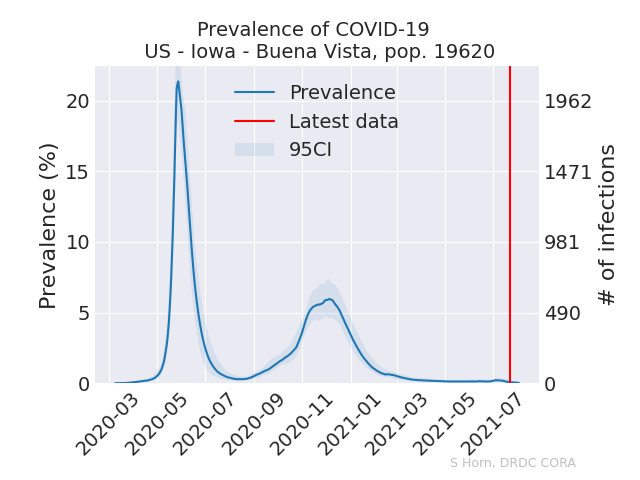 Prevalence of COVID-19
US - Iowa - Buena Vista, pop. 19620
Prevalence
Latest data
95CI
Prevalence (%)
20
15
10
5
0
1962
1471
981
490
0
# of infections
2020-03
2020-05
2020-07
2020-09
2020-11
2021-01
2021-03
2021-05
2021-07
S Horn, DRDC CORA